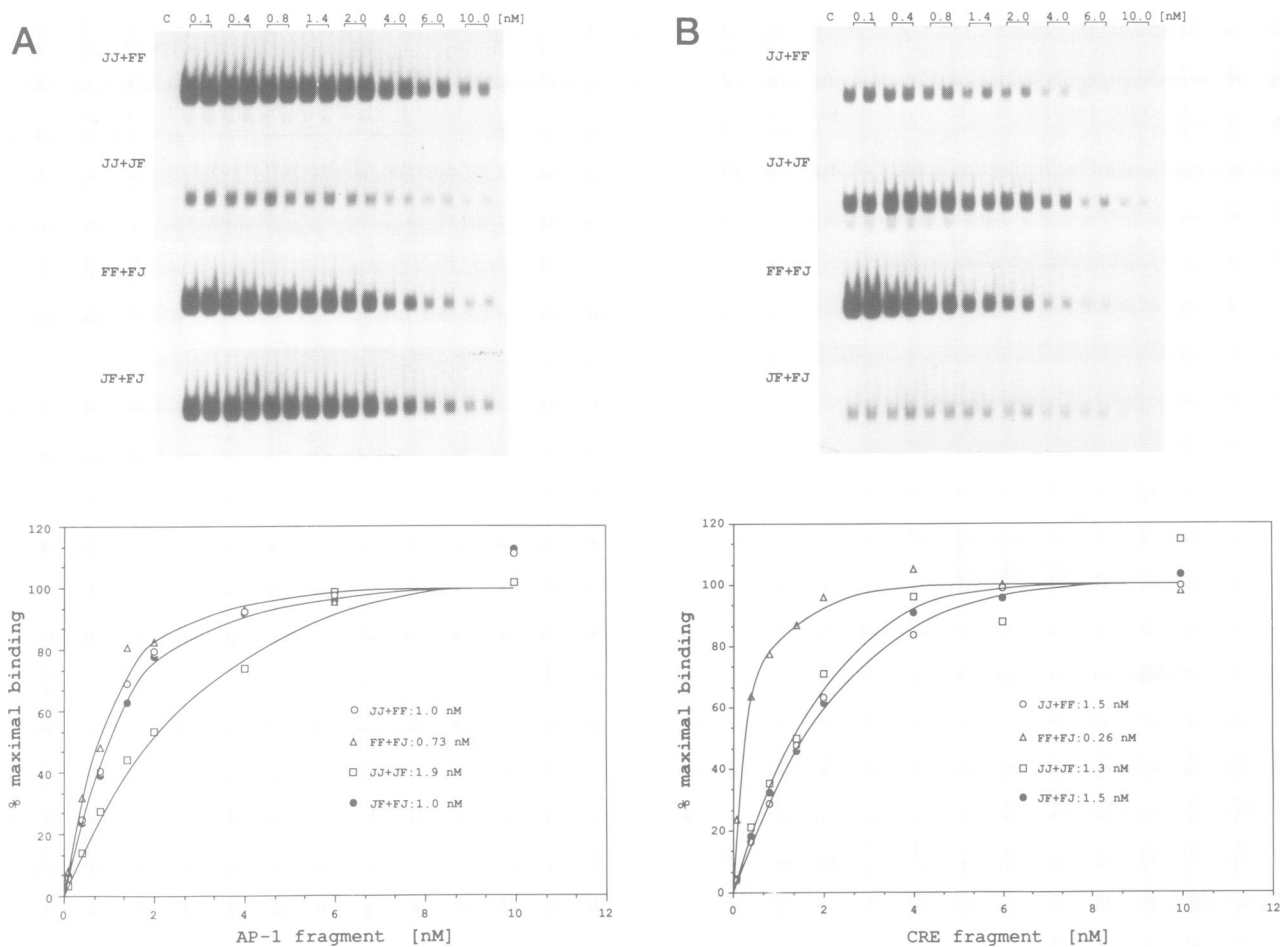 A
C 0.1 0.4 0.8 1.4 2.0 4.0 6.0 10.0 [nM]
JJ+FF
JJ+JF
FF+FJ
JF+FJ
B
C 0.1 0.4 0.8 1.4 2.0 4.0 6.0 10.0 [nM]
JJ+FF
JJ+JF
FF+FJ
JF+FJ
% maximal binding
120
100
80
60
40
20
0
0 2 4 6 8 10 12
AP-1 fragment [nM]
JJ+FF:1.0 nM
FF+FJ:0.73 nM
JJ+JF:1.9 nM
JF+FJ:1.0 nM
% maximal binding
120
100
80
60
40
20
0
0 2 4 6 8 10 12
CRE fragment [nM]
JJ+FF:1.5 nM
FF+FJ:0.26 nM
JJ+JF:1.3 nM
JF+FJ:1.5 nM